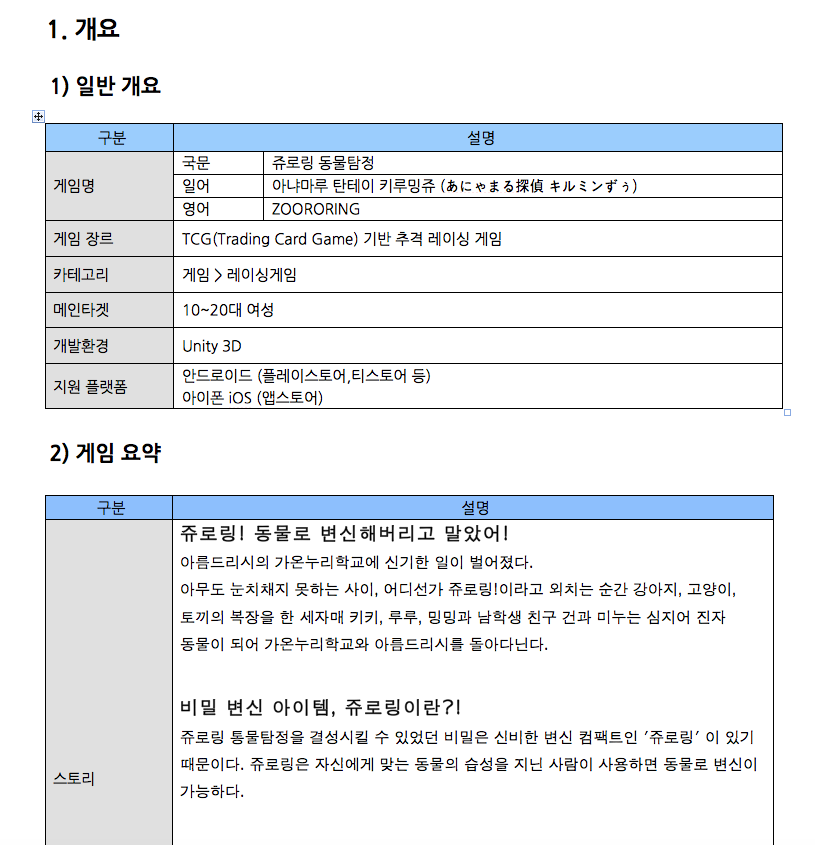 1. 개요
1) 일반 개요
구분 설명
게임명 국문 쥬로링 동물탐정
일어 아냐마루 탄테이 키루밍쥬 (あにゃまる探偵 キルミンずぅ)
영어 ZOORORING
게임 장르 TCG(Trading Card Game) 기반 추격 레이싱 게임
카테고리 게임 > 레이싱게임
메인타겟 10~20대 여성
개발환경 Unity 3D
지원 플랫폼 안드로이드 (플레이스토어,티스토어 등)
아이폰 iOS (앱스토어)
2) 게임 요약
구분 설명
쥬로링! 동물로 변신해버리고 말았어!
아름드리시의 가온누리학교에 신기한 일이 벌어졌다.
아무도 눈치채지 못하는 사이, 어디선가 쥬로링!이라고 외치는 순간 강아지, 고양이,
토끼의 복장을 한 세자매 키키, 루루, 밍밍과 남학생 친구 건과 미누는 심지어 진자
동물이 되어 가온누리학교와 아름드리시를 돌아다닌다.
비밀 변신 아이템, 쥬로링이란?!
쥬로링 통물탐정을 결성시킬 수 있었던 비밀은 신비한 변신 컴팩트인 '쥬로링' 이 있기
때문이다. 쥬로링은 자신에게 맞는 동물의 습성을 지닌 사람이 사용하면 동물로 변신이
스토리
가능하다.